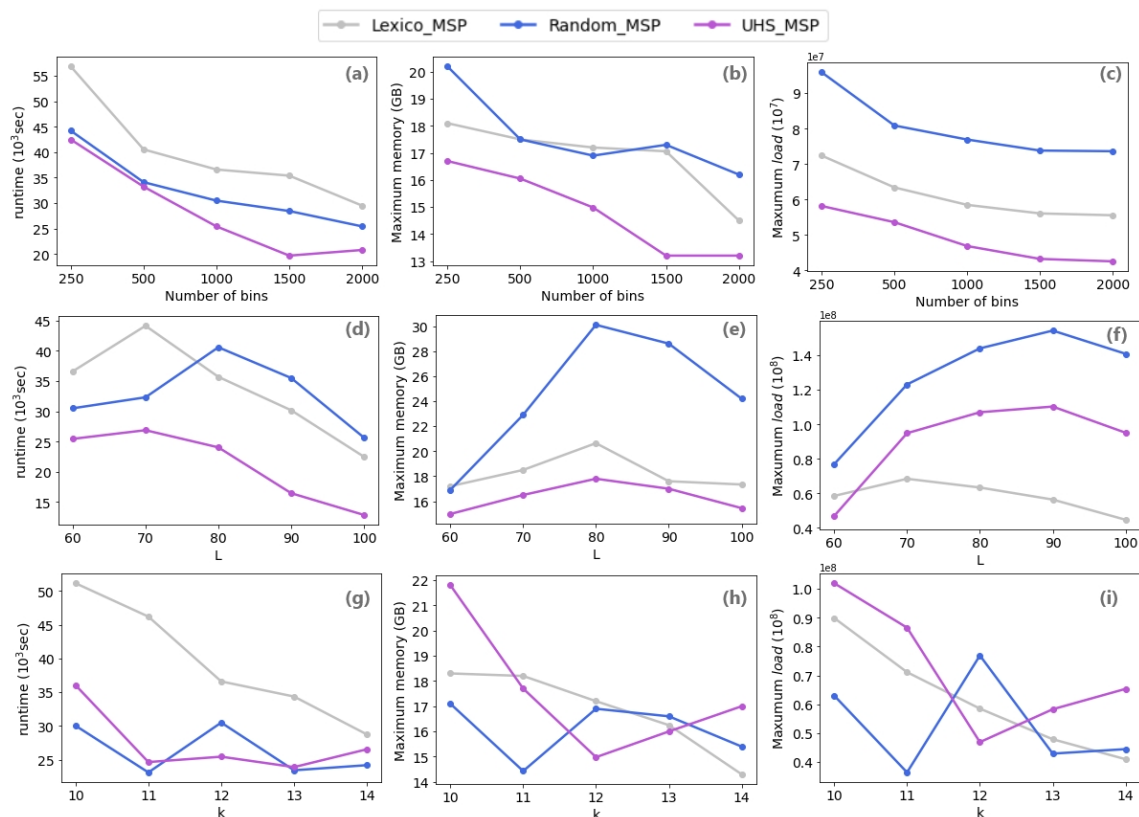 Lexico_MSP Random_MSP UHS_MSP
(a)
runtime (10³sec)
55
50
45
40
35
30
25
20
250 500 1000 1500 2000
Number of bins
(b)
Maximum memory (GB)
20
19
18
17
16
15
14
13
250 500 1000 1500 2000
Number of bins
1e7
(c)
Maxumum load (10⁷)
9
8
7
6
4
250 500 1000 1500 2000
Number of bins
(d)
runtime (10³sec)
45
40
35
30
25
20
15
60 70 80 90 100
L
(e)
Maximum memory (GB)
30
28
26
24
22
20
18
16
60 70 80 90 100
L
1e8
(f)
Maxumum load (10⁸)
1.4
1.2
1.0
0.8
0.6
0.4
60 70 80 90 100
L
(g)
runtime (10³sec)
50
45
40
35
30
25
10 11 12 13 14
k
(h)
Maximum memory (GB)
22
21
20
19
18
17
16
15
14
10 11 12 13 14
k
1e8
(i)
Maxumum load (10⁸)
1.0
0.9
0.8
0.7
0.6
0.5
0.4
10 11 12 13 14
k